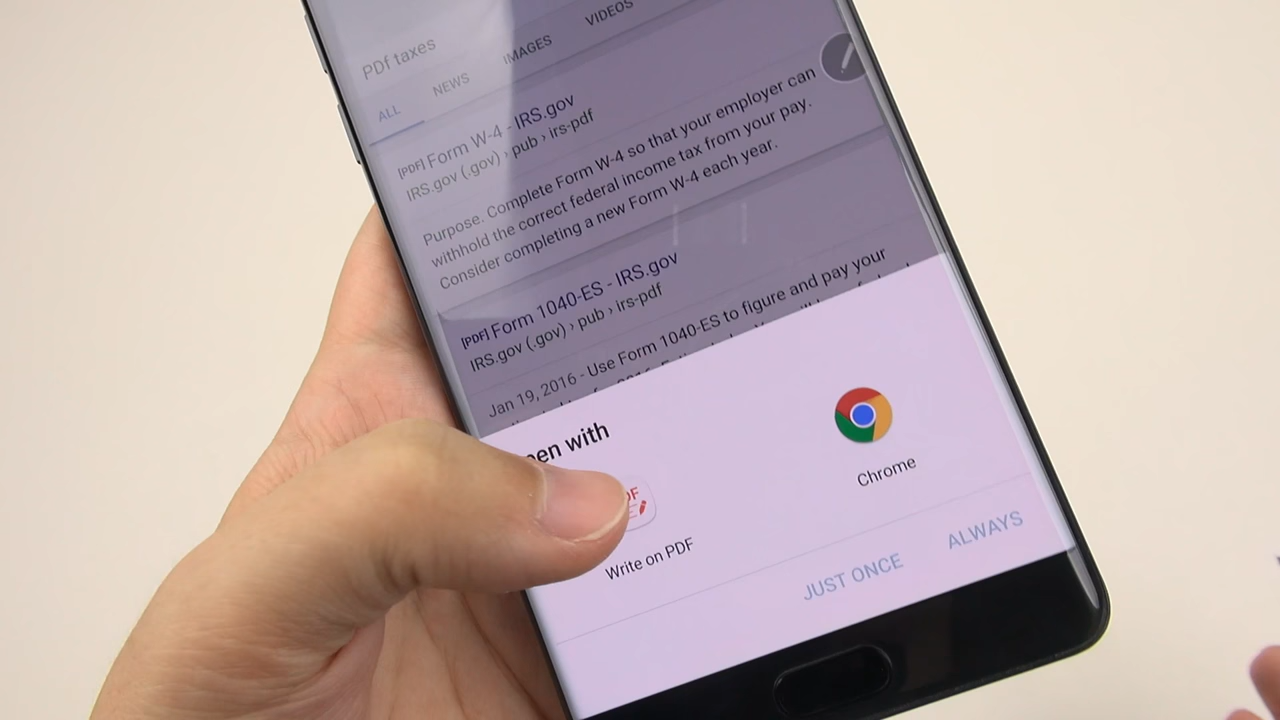 PDf taxes
ALL NEWS IMAGES VIDEOS
[PDF] Form W-4 - IRS.gov
IRS.gov (.gov) › pub › irs-pdf
Purpose. Complete Form W-4 so that your employer can
withhold the correct federal income tax from your pay.
Consider completing a new Form W-4 each year.
[PDF] Form 1040-ES - IRS.gov
IRS.gov (.gov) › pub › irs-pdf
Jan 19, 2016 - Use Form 1040-ES to figure and pay your
pen with
Write on PDF
Chrome
JUST ONCE
ALWAYS